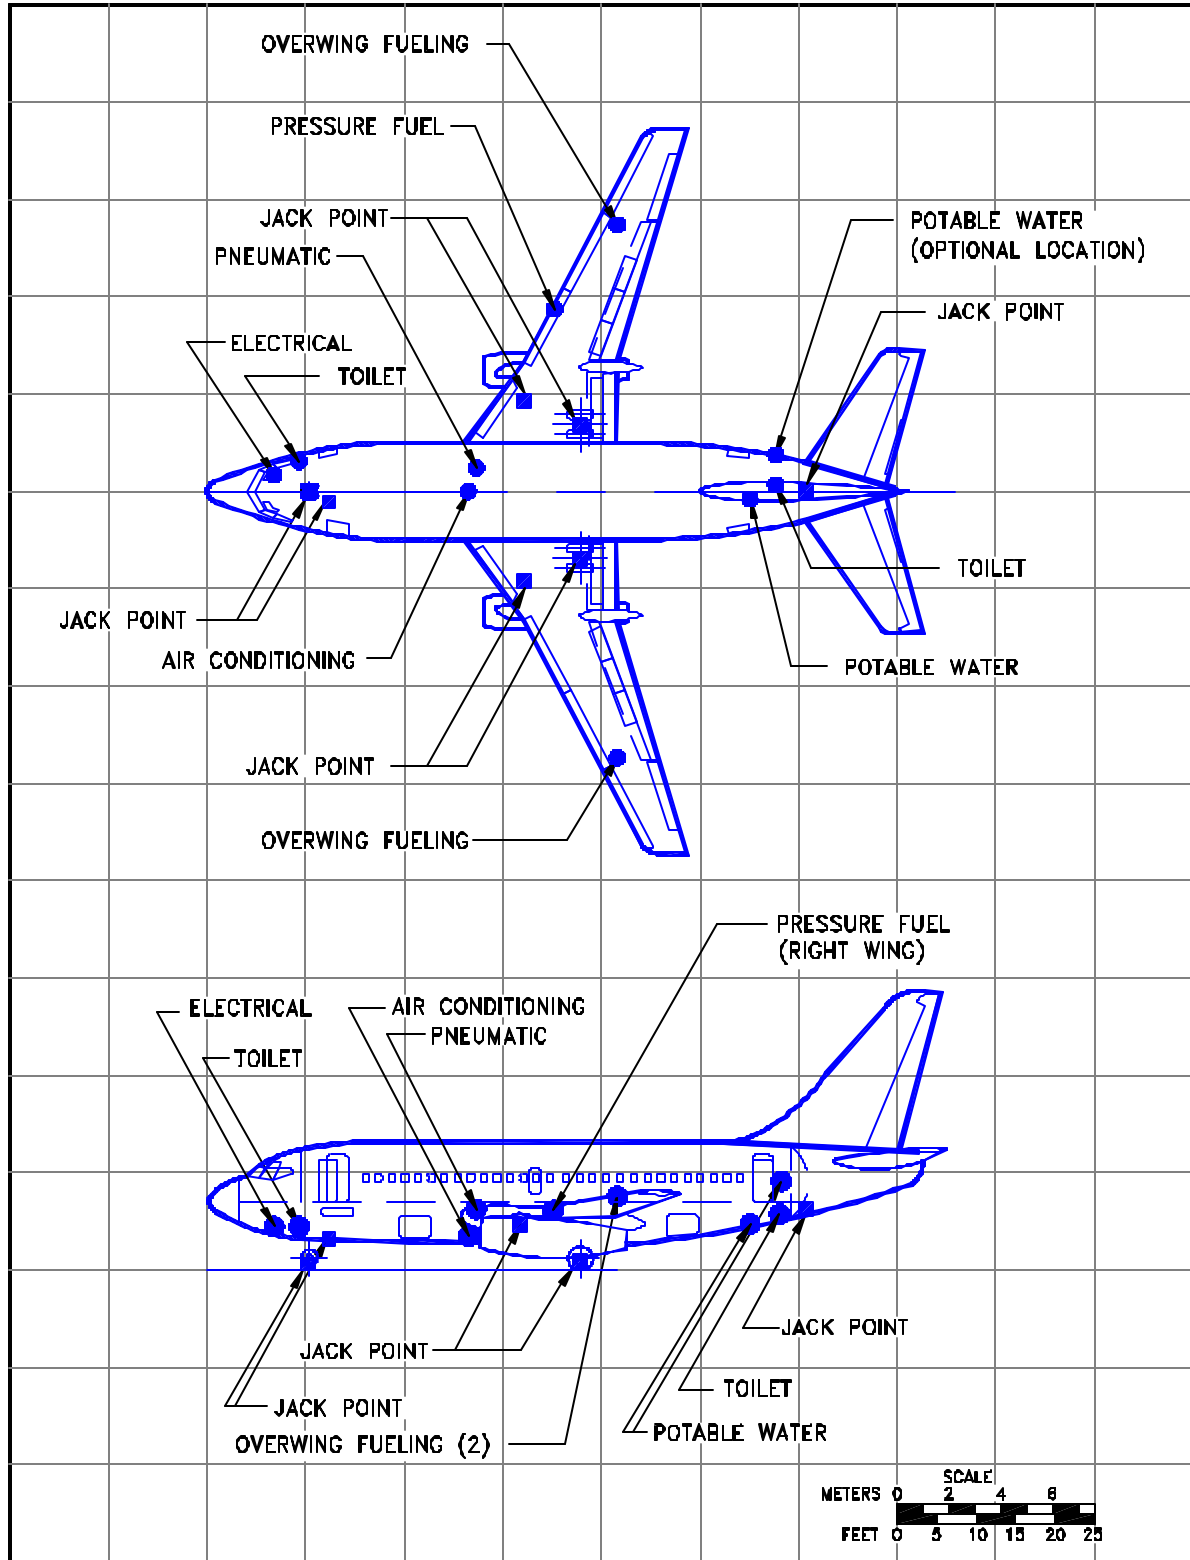 OVERWING FUELING
PRESSURE FUEL
JACK POINT
PNEUMATIC
POTABLE WATER
(OPTIONAL LOCATION)
JACK POINT
ELECTRICAL
TOILET
TOILET
JACK POINT
AIR CONDITIONING
POTABLE WATER
JACK POINT
OVERWING FUELING
PRESSURE FUEL
(RIGHT WING)
ELECTRICAL
AIR CONDITIONING
PNEUMATIC
TOILET
JACK POINT
JACK POINT
TOILET
JACK POINT
POTABLE WATER
OVERWING FUELING (2)
SCALE
METERS 0 2 4 6
FEET 0 5 10 15 20 25